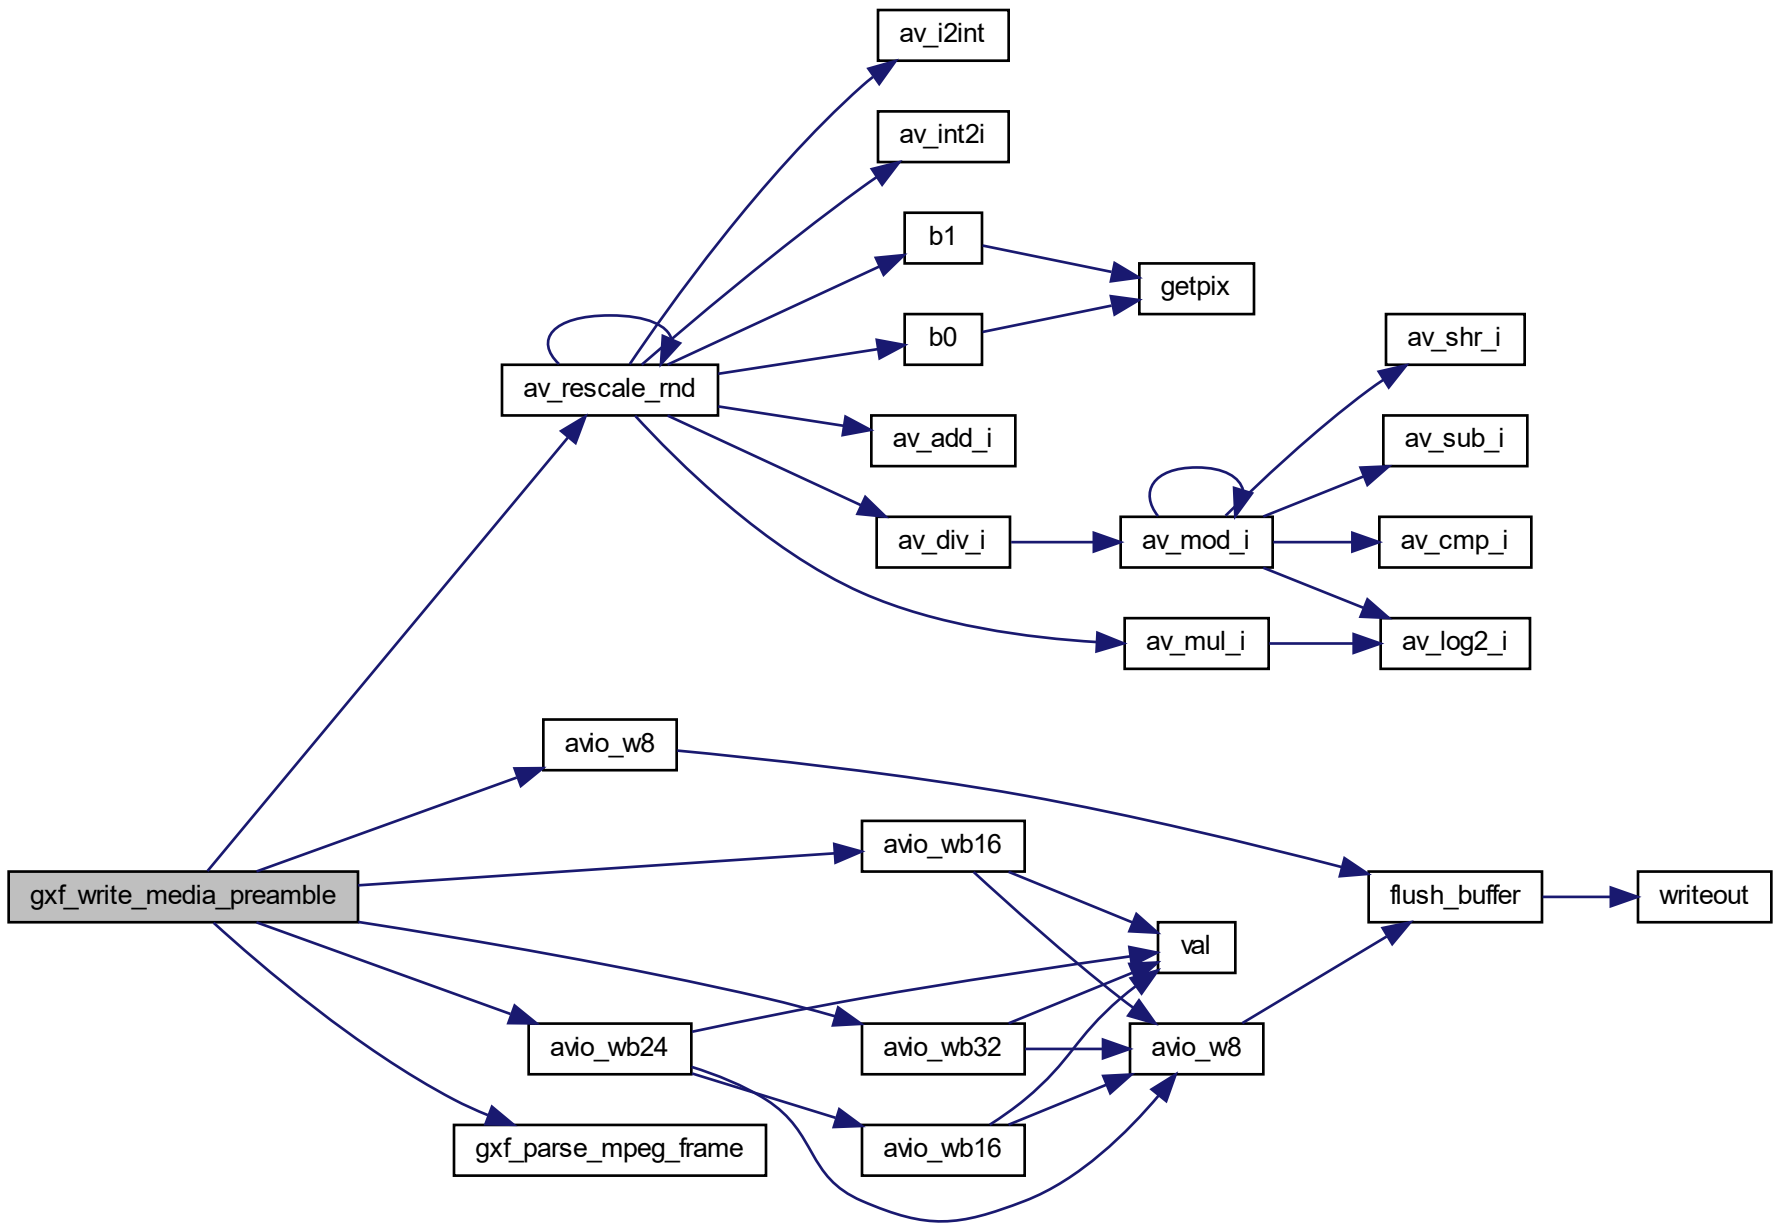 av_i2int
av_int2i
b1
getpix
b0
av_shr_i
av_rescale_rnd
av_add_i
av_sub_i
av_div_i
av_mod_i
av_cmp_i
av_mul_i
av_log2_i
avio_w8
avio_wb16
gxf_write_media_preamble
flush_buffer
writeout
val
avio_wb24
avio_wb32
avio_w8
gxf_parse_mpeg_frame
avio_wb16